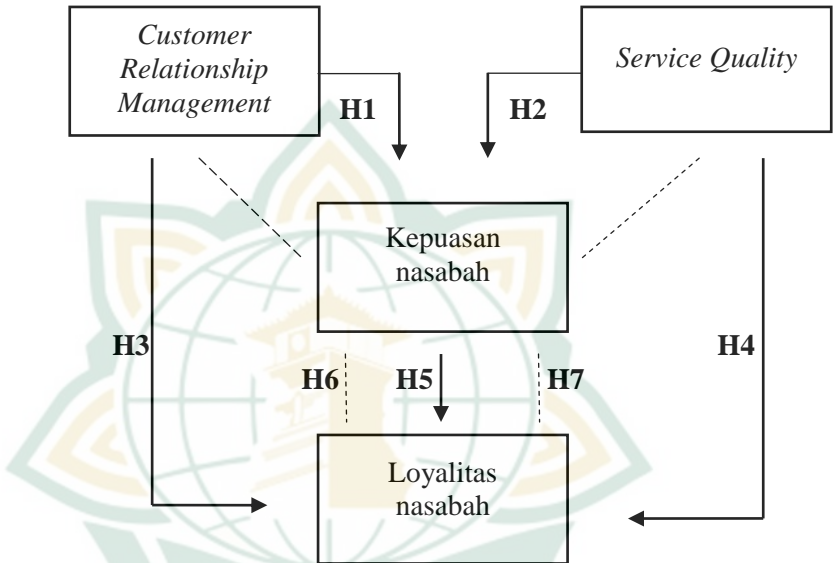 Customer
Relationship
Management
Service Quality
H1
H2
Kepuasan
nasabah
H3
H4
H6
H5
H7
Loyalitas
nasabah